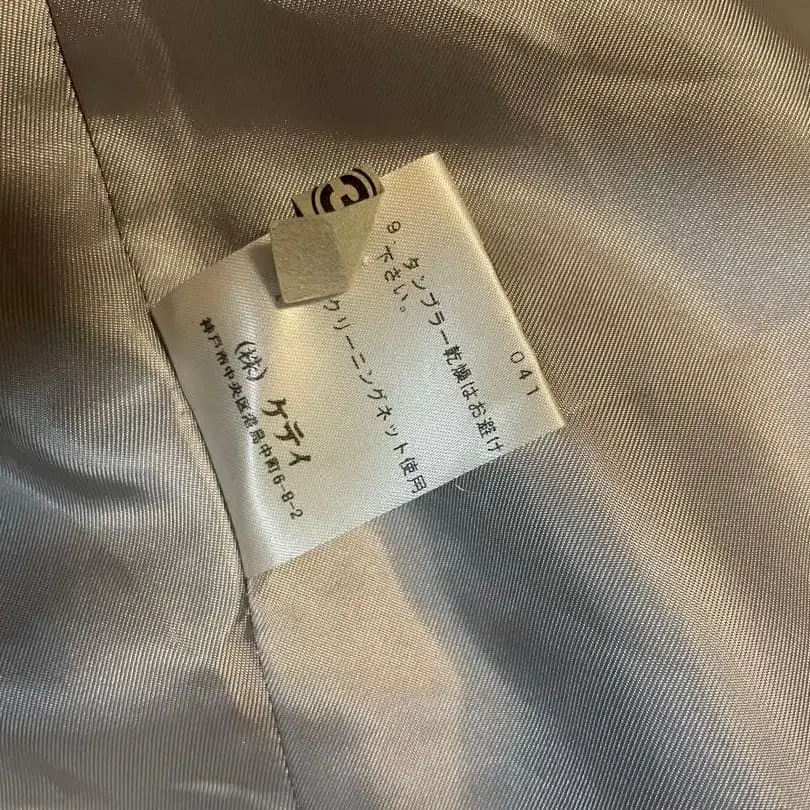 041
タンブラー乾燥はお避け
下さい。
クリーニングネット使用
(株) ケティ
神戸市中央区港島中町6-8-2